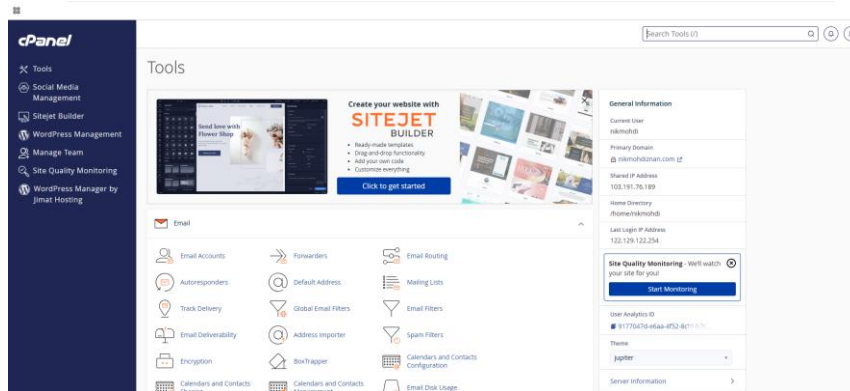 cPanel
Search Tools (/)
Tools
Social Media
Management
Sitejet Builder
WordPress Management
Manage Team
Site Quality Monitoring
WordPress Manager by
Jimat Hosting
Tools
Send love with
Flower Shop
Create your website with
SITEJET
BUILDER
Ready-made templates
Drag-and-drop functionality
Add your own code
Customize everything
Click to get started
Email
Email Accounts
Forwarders
Email Routing
Autoresponders
Default Address
Mailing Lists
Track Delivery
Global Email Filters
Email Filters
Email Deliverability
Address Importer
Spam Filters
Encryption
BoxTrapper
Calendars and Contacts
Configuration
Calendars and Contacts
Calendars and Contacts
Email Disk Usage
General Information
Current User
nikmohdi
Primary Domain
nikmohdiznan.com
Shared IP Address
103.191.76.189
Home Directory
/home/nikmohdi
Last Login IP Address
122.129.122.254
Site Quality Monitoring - We'll watch
your site for you!
Start Monitoring
User Analytics ID
9177047d-e6aa-4f52-8c
Theme
jupiter
Server Information